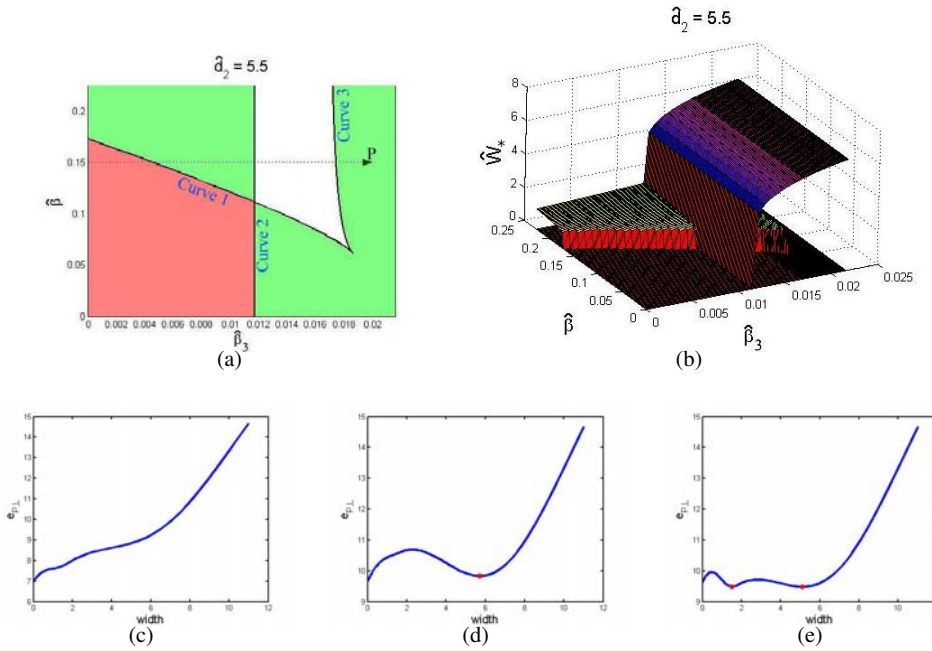 d̂₂ = 5.5
0.2
0.15
0.1
0.05
0
β̂
Curve 1
Curve 2
Curve 3
P
0 0.002 0.004 0.006 0.008 0.01 0.012 0.014 0.016 0.018 0.02
β̂₃
(a)
d̂₂ = 5.5
8
6
4
2
0
Ŵ*
0.25
0.2
0.15
0.1
0.05
0
β̂
0
0.005
0.01
0.015
0.02
0.025
β̂₃
(b)
15
14
13
12
11
10
9
8
7
6
e_{P,L}
0 2 4 6 8 10 12
width
(c)
15
14
13
12
11
10
9
e_{P,L}
0 2 4 6 8 10 12
width
(d)
15
14
13
12
11
10
9
e_{P,L}
0 2 4 6 8 10
width
(e)